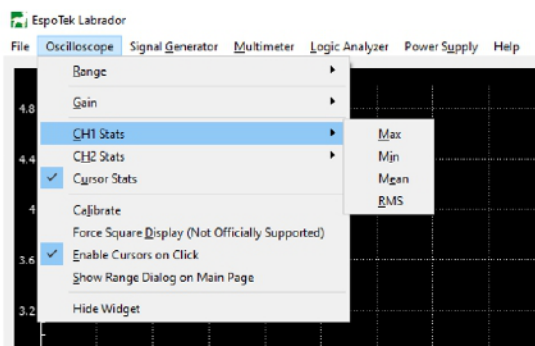 EspoTek Labrador
File Oscilloscope Signal Generator Multimeter Logic Analyzer Power Supply Help
Range
4.8
Gain
CH1 Stats
Max
4.4
CH2 Stats
Min
Cursor Stats
Mean
RMS
4
Calibrate
Force Square Display (Not Officially Supported)
3.6
Enable Cursors on Click
Show Range Dialog on Main Page
3.2
Hide Widget